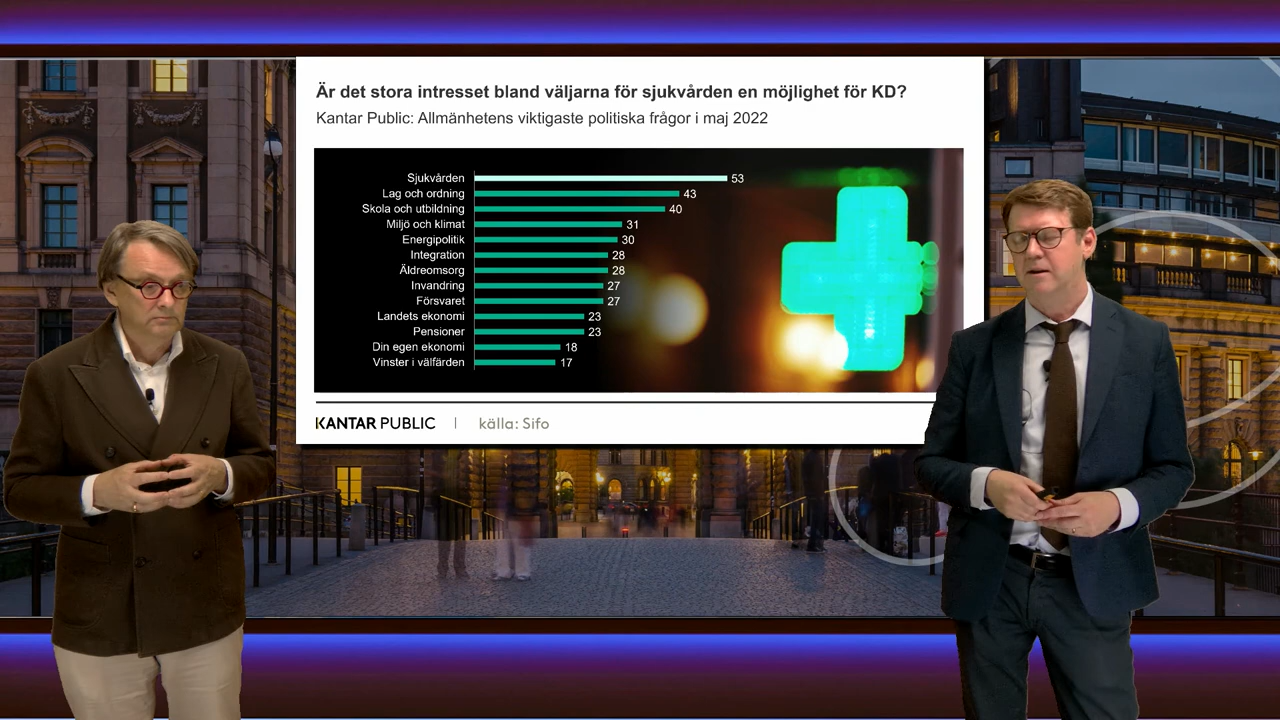 Är det stora intresset bland väljarna för sjukvården en möjlighet för KD?
Kantar Public: Allmänhetens viktigaste politiska frågor i maj 2022
Sjukvården 53
Lag och ordning 43
Skola och utbildning 40
Miljö och klimat 31
Energipolitik 30
Integration 28
Äldreomsorg 28
Invandring 27
Försvaret 27
Landets ekonomi 23
Pensioner 23
Din egen ekonomi 18
Vinster i välfärden 17
KANTAR PUBLIC | källa: Sifo